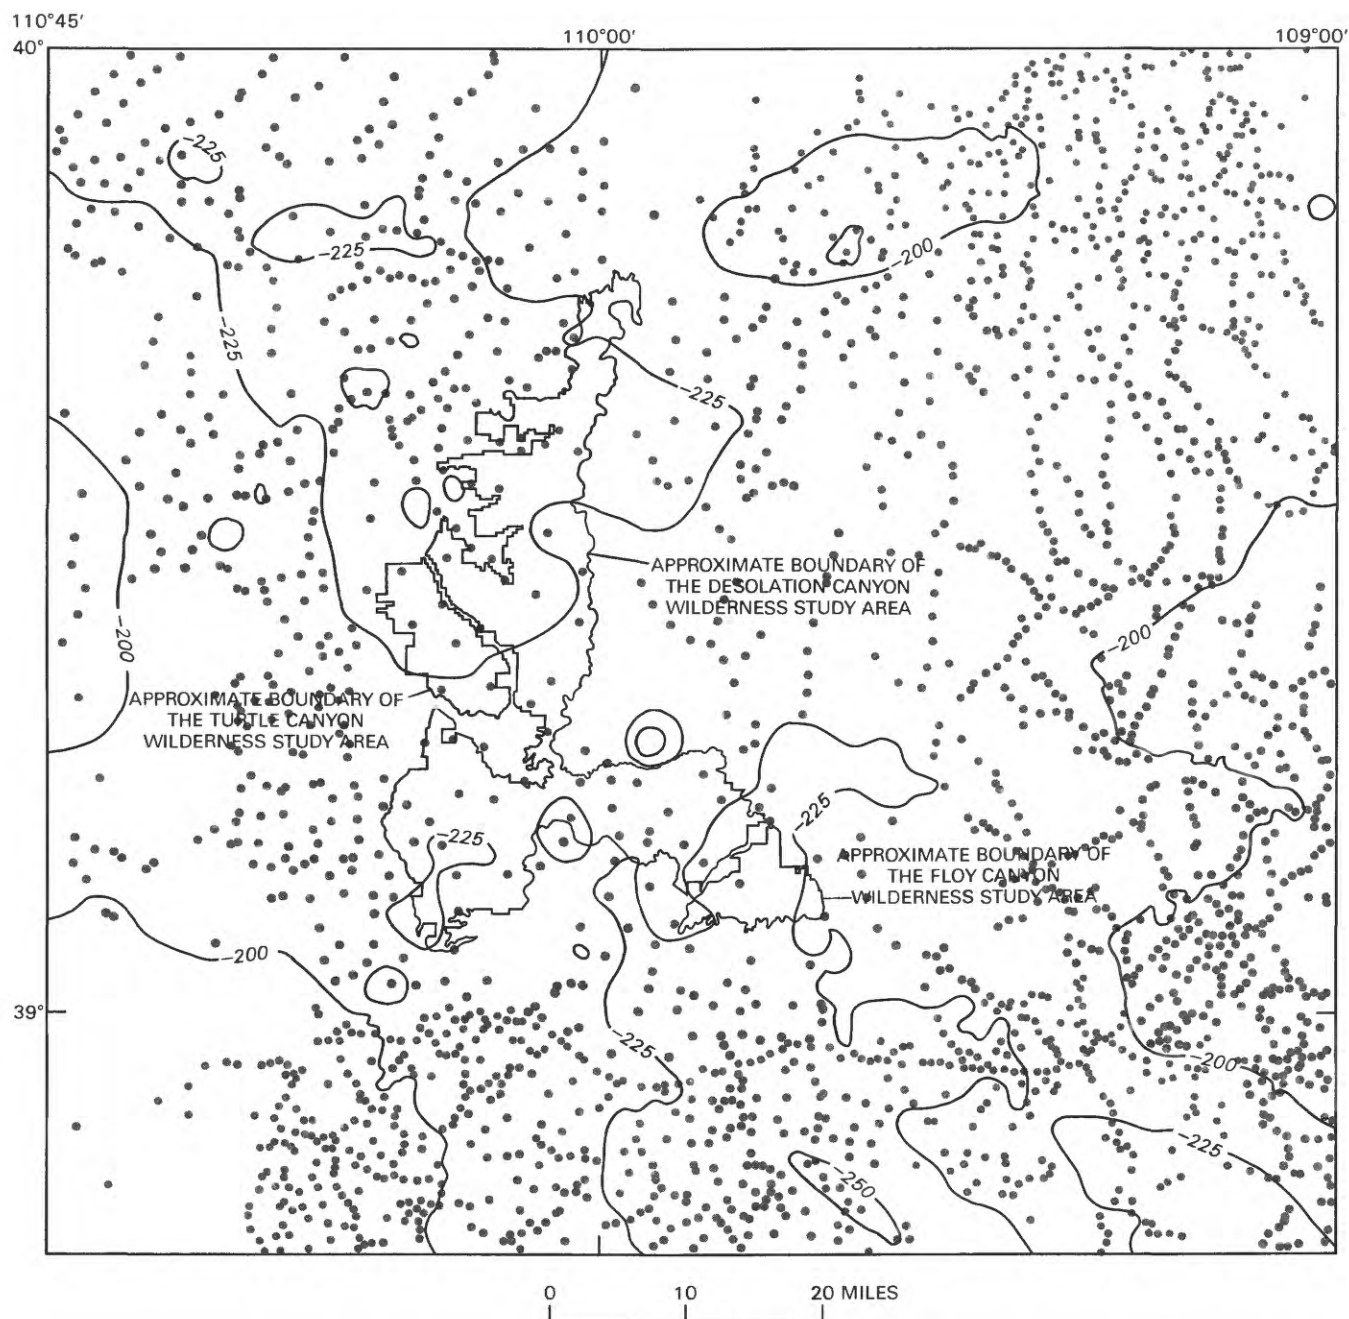 110°45′
40°
110°00′
109°00′
−225
−225
−200
−225
−225
APPROXIMATE BOUNDARY OF
THE DESOLATION CANYON
WILDERNESS STUDY AREA
−200
−200
APPROXIMATE BOUNDARY OF
THE TURTLE CANYON
WILDERNESS STUDY AREA
−225
−225
APPROXIMATE BOUNDARY OF
THE FLOY CANYON
WILDERNESS STUDY AREA
−200
39°
−225
−200
−225
−250
0 10 20 MILES